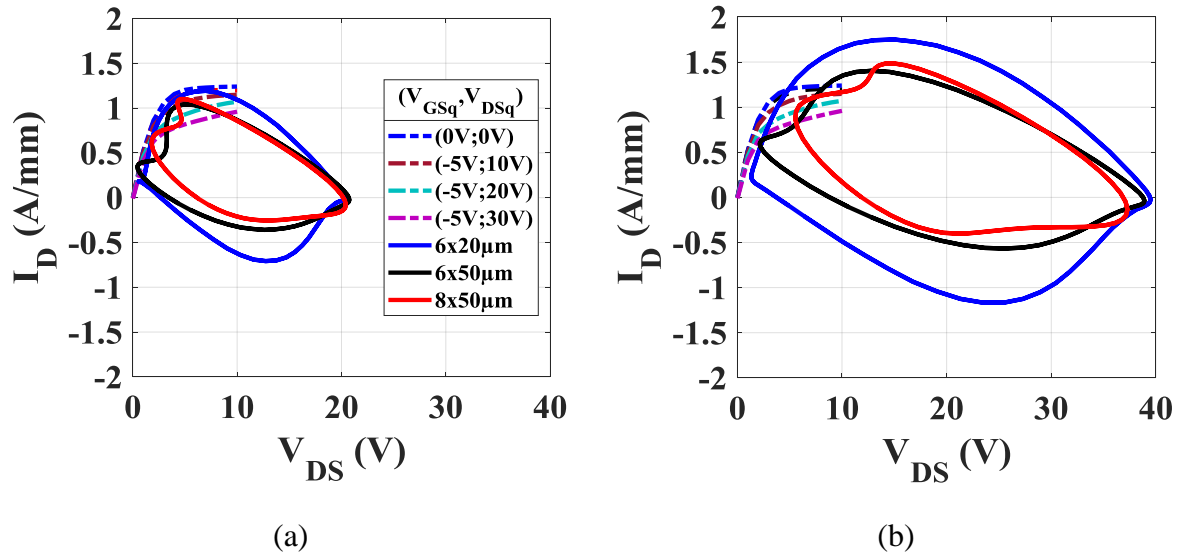 2
1.5
1
0.5
0
-0.5
-1
-1.5
-2
I_D (A/mm)
0 10 20 30 40
V_DS (V)
(V_GSq,V_DSq)
(0V;0V)
(-5V;10V)
(-5V;20V)
(-5V;30V)
6x20µm
6x50µm
8x50µm
(a)
2
1.5
1
0.5
0
-0.5
-1
-1.5
-2
I_D (A/mm)
0 10 20 30 40
V_DS (V)
(b)